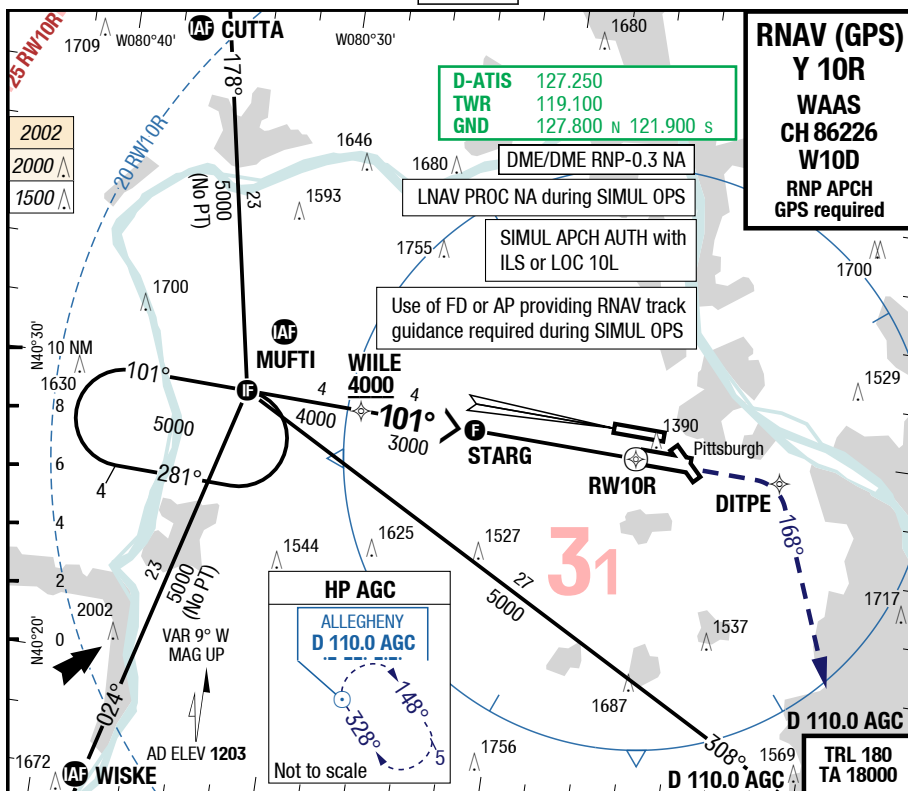 1709
W080°40'
IAF CUTTA
W080°30'
1680
RNAV (GPS)
Y 10R
WAAS
CH 86226
W10D
RNP APCH
GPS required
25 RW10R
D-ATIS 127.250
TWR 119.100
GND 127.800 N 121.900 S
178°
2002
2000
1500
20 RW10R
1646
1680
DME/DME RNP-0.3 NA
LNAV PROC NA during SIMUL OPS
5000
(No PT)
23
1593
1755
SIMUL APCH AUTH with
ILS or LOC 10L
1700
1700
Use of FD or AP providing RNAV track
guidance required during SIMUL OPS
N40°30'
10 NM
1630
IAF
MUFTI
WIILE
4000
101°
IF
4
4000
4
101°
3000
1529
8
5000
F
STARG
1390
Pittsburgh
6
281°
4
RW10R
DITPE
168°
4
1544
1625
1527
31
23
5000
(No PT)
27
5000
2
2002
HP AGC
ALLEGHENY
D 110.0 AGC
1717
N40°20'
0
VAR 9° W
MAG UP
1537
148°
328°
5
Not to scale
1687
024°
AD ELEV 1203
D 110.0 AGC
1672
IAF WISKE
1756
308°
1569
D 110.0 AGC
TRL 180
TA 18000